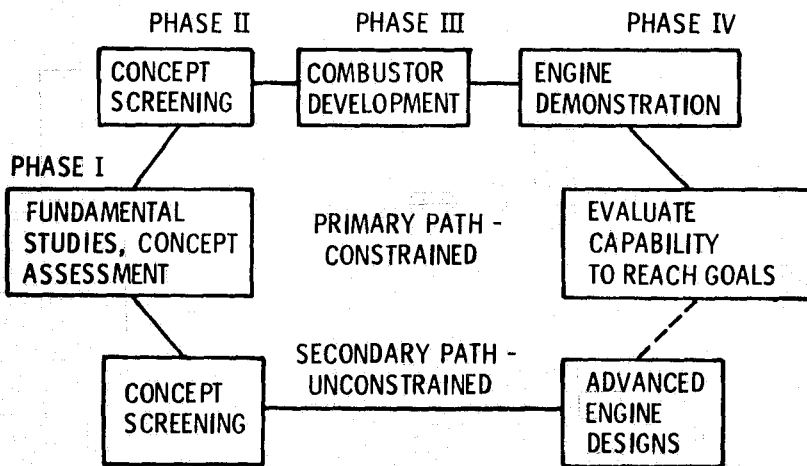 PHASE II
PHASE III
PHASE IV
CONCEPT
SCREENING
COMBUSTOR
DEVELOPMENT
ENGINE
DEMONSTRATION
PHASE I
FUNDAMENTAL
STUDIES, CONCEPT
ASSESSMENT
PRIMARY PATH -
CONSTRAINED
EVALUATE
CAPABILITY
TO REACH GOALS
SECONDARY PATH -
UNCONSTRAINED
CONCEPT
SCREENING
ADVANCED
ENGINE
DESIGNS